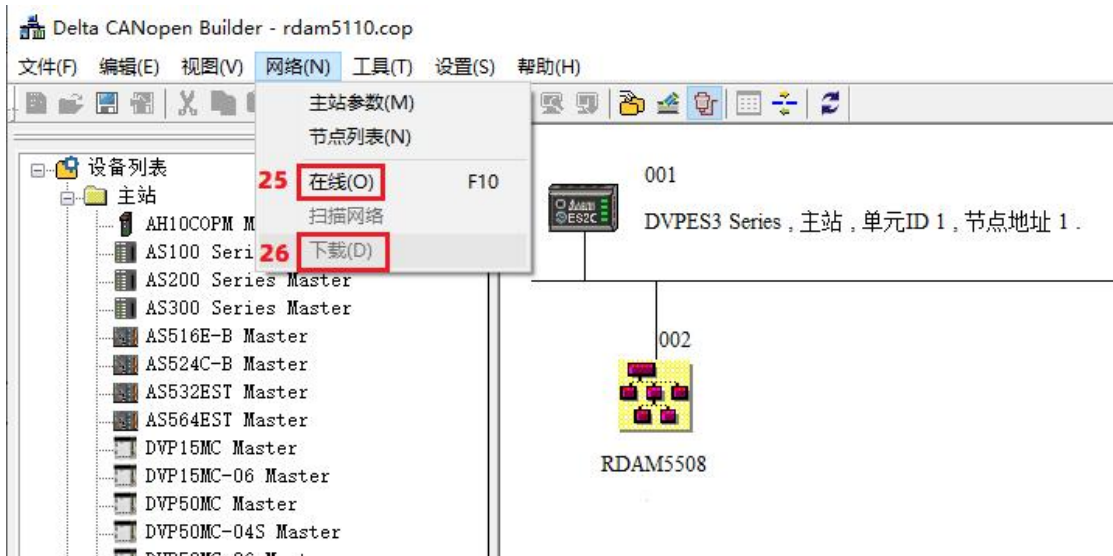 Delta CANopen Builder - rdam5110.cop
文件(F) 编辑(E) 视图(V) 网络(N) 工具(T) 设置(S) 帮助(H)
主站参数(M)
节点列表(N)
25 在线(O) F10
扫描网络
26 下载(D)
设备列表
主站
AH10COPM M
AS100 Seri
AS200 Series Master
AS300 Series Master
AS516E-B Master
AS524C-B Master
AS532EST Master
AS564EST Master
DVP15MC Master
DVP15MC-06 Master
DVP50MC Master
DVP50MC-04S Master
001
ES2C
DVPES3 Series , 主站 , 单元ID 1 , 节点地址 1 .
002
RDAM5508